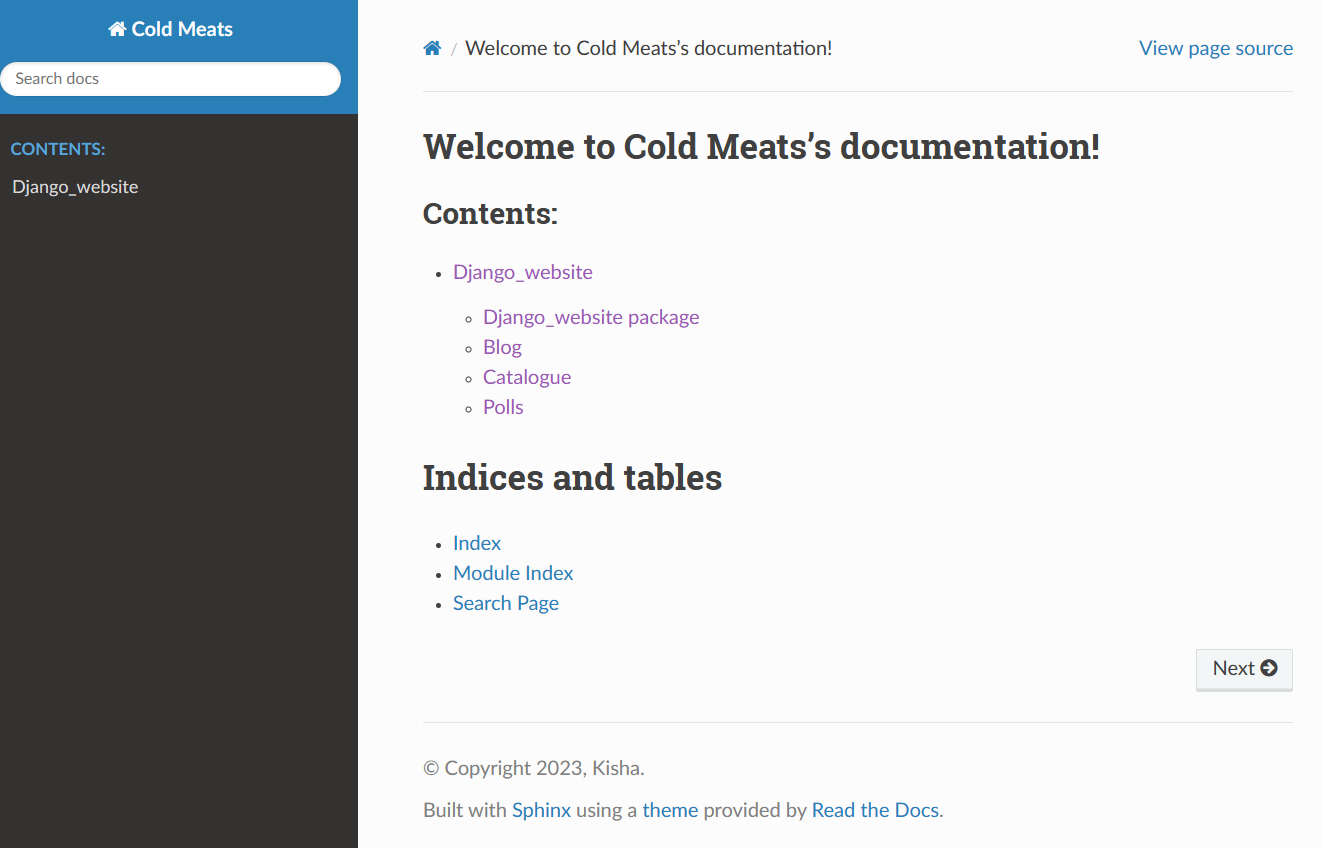 Cold Meats
Search docs
CONTENTS:
Django_website
/ Welcome to Cold Meats’s documentation!
View page source
Welcome to Cold Meats’s documentation!
Contents:
Django_website
Django_website package
Blog
Catalogue
Polls
Indices and tables
Index
Module Index
Search Page
Next
© Copyright 2023, Kisha.
Built with Sphinx using a theme provided by Read the Docs.